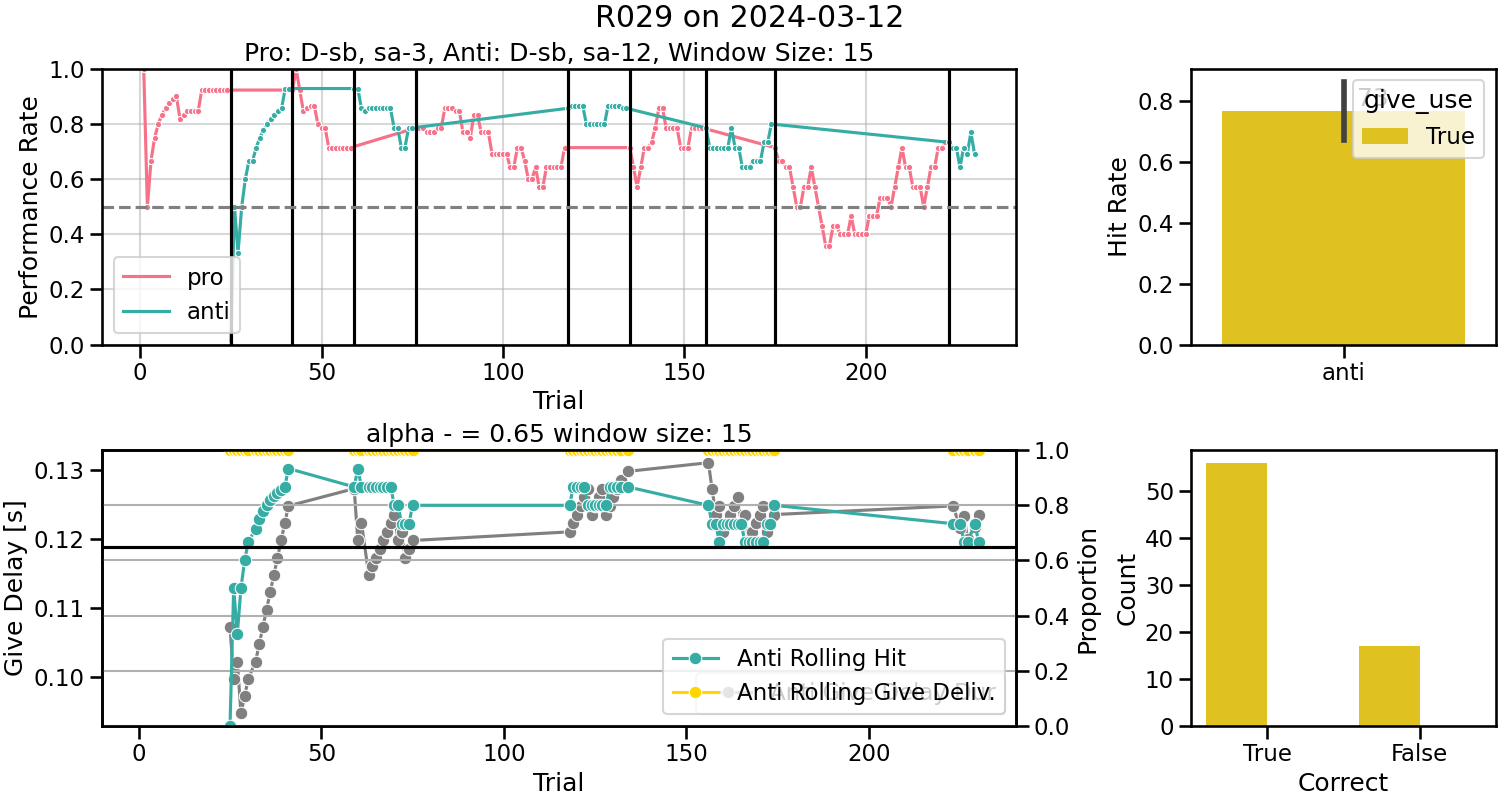 R029 on 2024-03-12
Pro: D-sb, sa-3, Anti: D-sb, sa-12, Window Size: 15
Performance Rate
1.0
0.8
0.6
0.4
0.2
0.0
pro
anti
0
50
100
150
200
Trial
Hit Rate
0.8
0.6
0.4
0.2
0.0
73
give_use
True
anti
alpha - = 0.65 window size: 15
Give Delay [s]
0.13
0.12
0.11
0.10
1.0
0.8
0.6
0.4
0.2
0.0
Proportion
Anti Rolling Hit
Anti Rolling Give Deliv.
0
50
100
150
200
Trial
Count
50
40
30
20
10
0
True
False
Correct